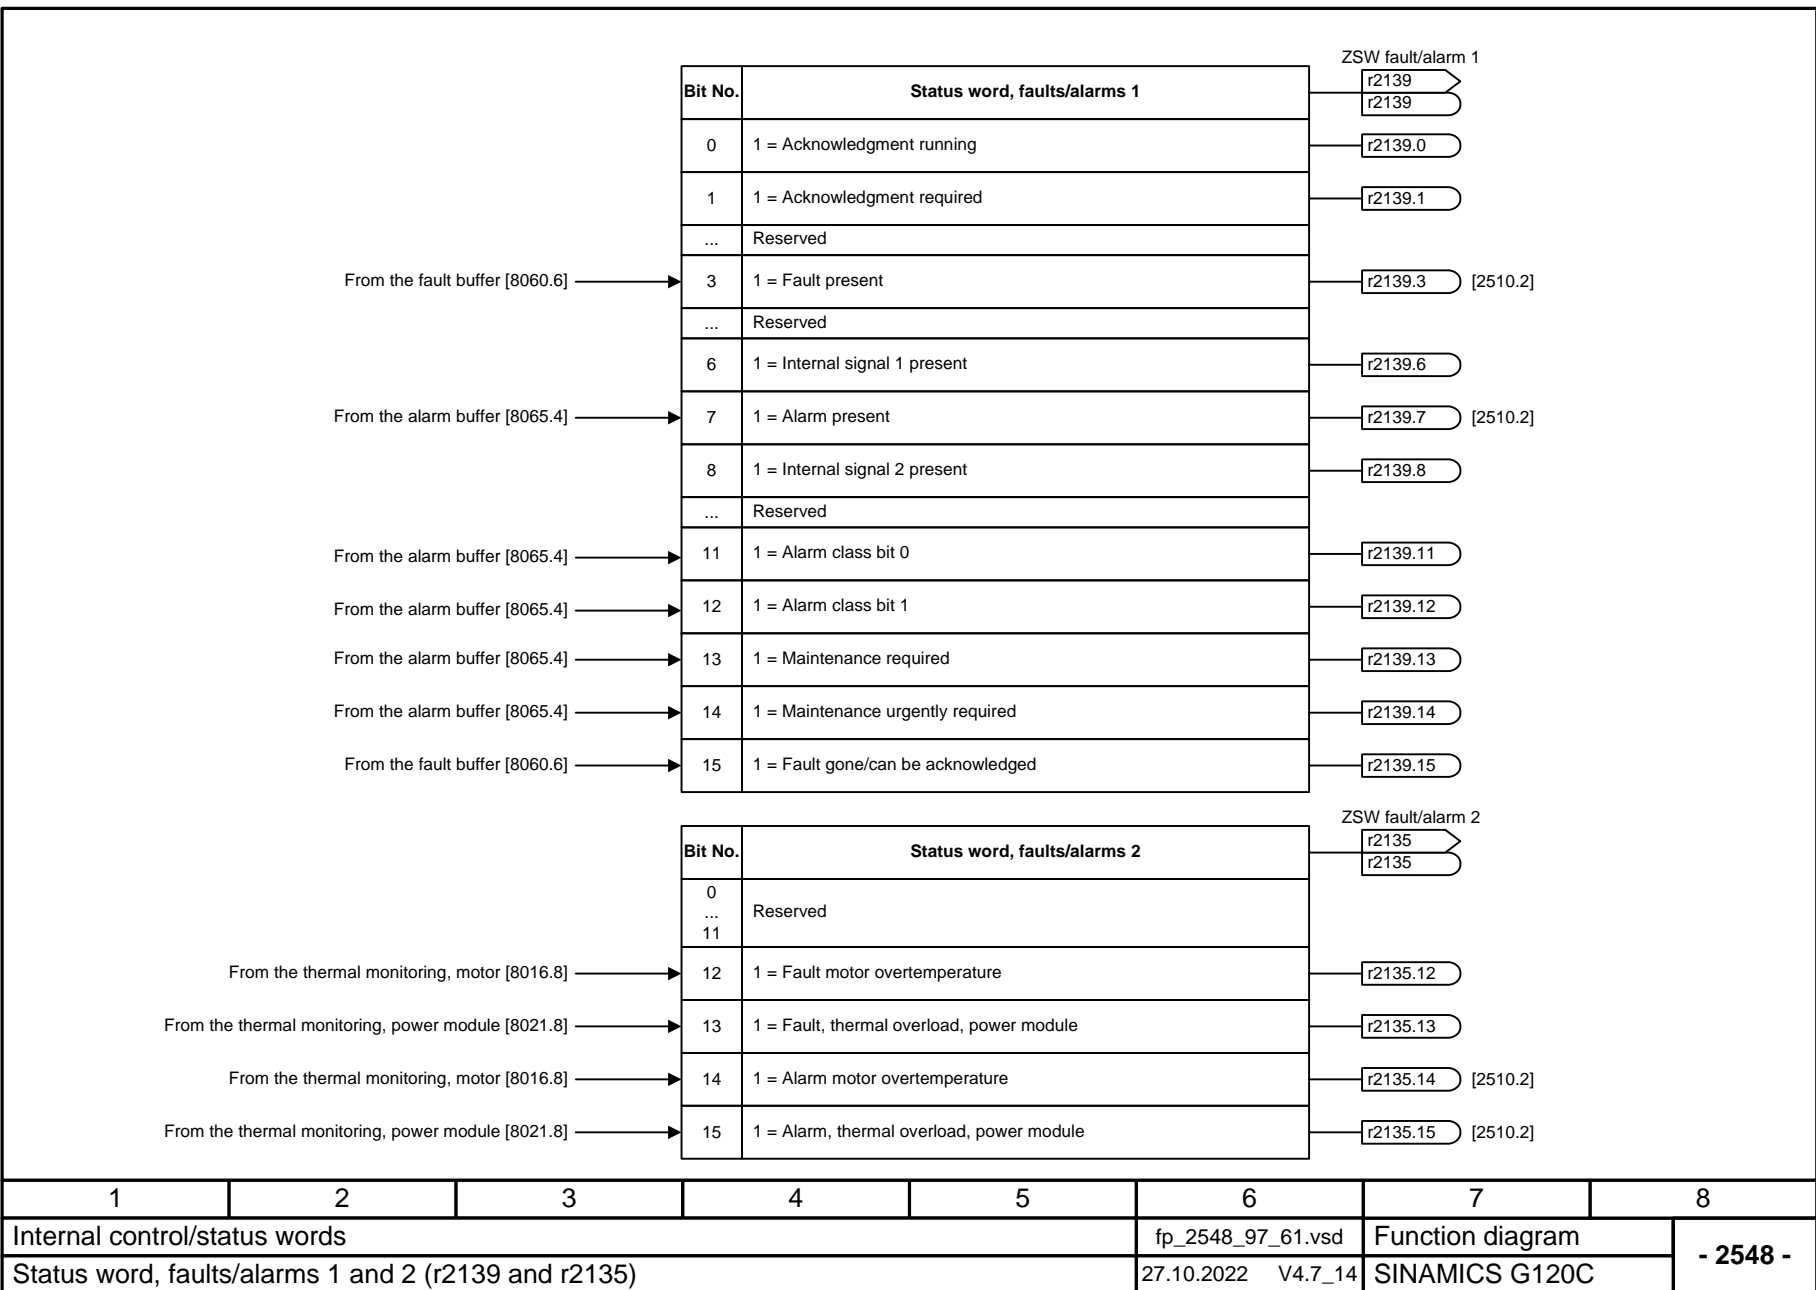 ZSW fault/alarm 1
Bit No. Status word, faults/alarms 1 r2139
r2139
0 1 = Acknowledgment running r2139.0
1 1 = Acknowledgment required r2139.1
... Reserved
From the fault buffer [8060.6] 3 1 = Fault present r2139.3 [2510.2]
... Reserved
6 1 = Internal signal 1 present r2139.6
From the alarm buffer [8065.4] 7 1 = Alarm present r2139.7 [2510.2]
8 1 = Internal signal 2 present r2139.8
... Reserved
From the alarm buffer [8065.4] 11 1 = Alarm class bit 0 r2139.11
From the alarm buffer [8065.4] 12 1 = Alarm class bit 1 r2139.12
From the alarm buffer [8065.4] 13 1 = Maintenance required r2139.13
From the alarm buffer [8065.4] 14 1 = Maintenance urgently required r2139.14
From the fault buffer [8060.6] 15 1 = Fault gone/can be acknowledged r2139.15
ZSW fault/alarm 2
Bit No. Status word, faults/alarms 2 r2135
r2135
0
... Reserved
11
From the thermal monitoring, motor [8016.8] 12 1 = Fault motor overtemperature r2135.12
From the thermal monitoring, power module [8021.8] 13 1 = Fault, thermal overload, power module r2135.13
From the thermal monitoring, motor [8016.8] 14 1 = Alarm motor overtemperature r2135.14 [2510.2]
From the thermal monitoring, power module [8021.8] 15 1 = Alarm, thermal overload, power module r2135.15 [2510.2]
1 2 3 4 5 6 7 8
Internal control/status words fp_2548_97_61.vsd Function diagram - 2548 -
Status word, faults/alarms 1 and 2 (r2139 and r2135) 27.10.2022 V4.7_14 SINAMICS G120C